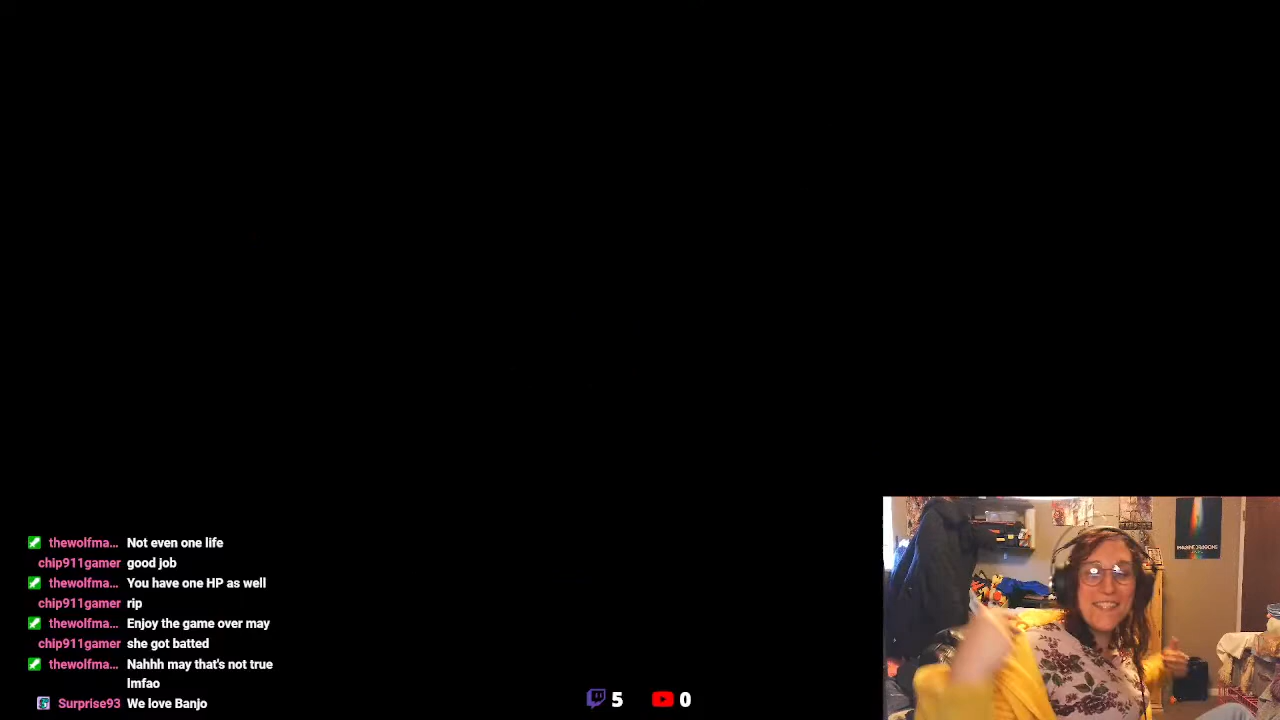 IMAGINE DRAGONS
thewolfma... Not even one life
chip911gamer good job
thewolfma... You have one HP as well
chip911gamer rip
thewolfma... Enjoy the game over may
chip911gamer she got batted
thewolfma... Nahhh may that's not true
lmfao
Surprise93 We love Banjo
5 0